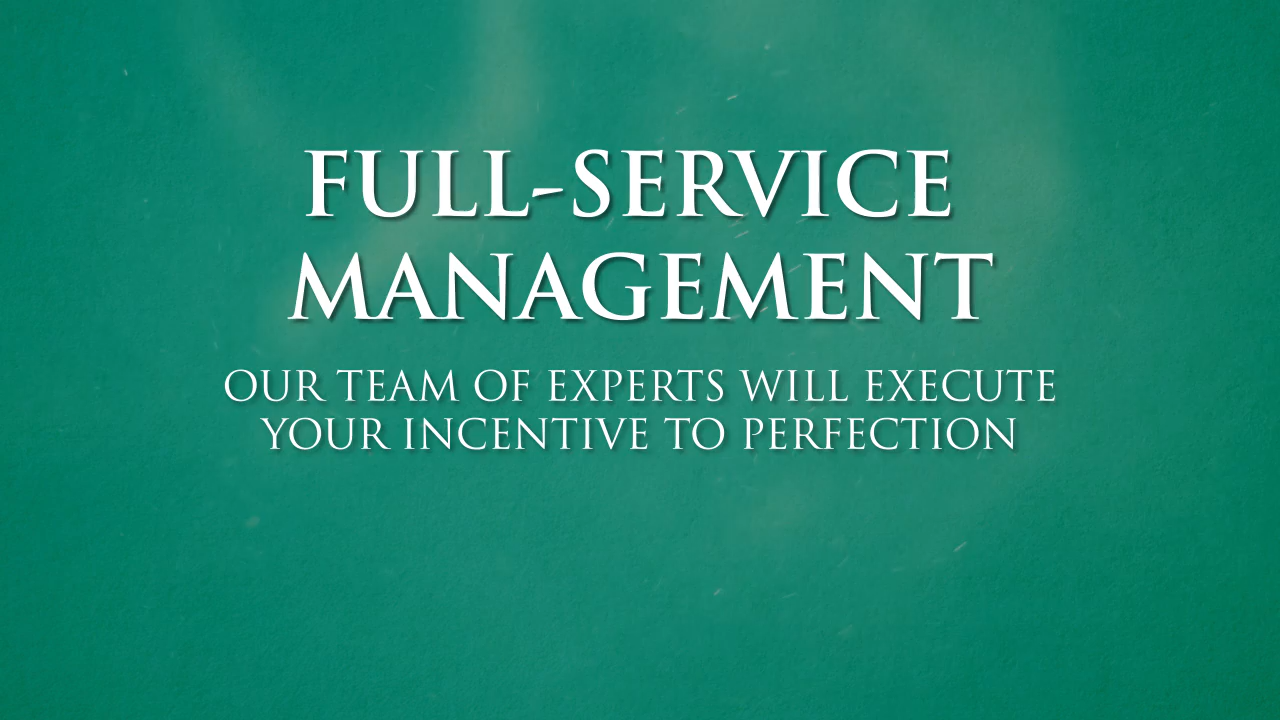 FULL-SERVICE
MANAGEMENT
OUR TEAM OF EXPERTS WILL EXECUTE
YOUR INCENTIVE TO PERFECTION